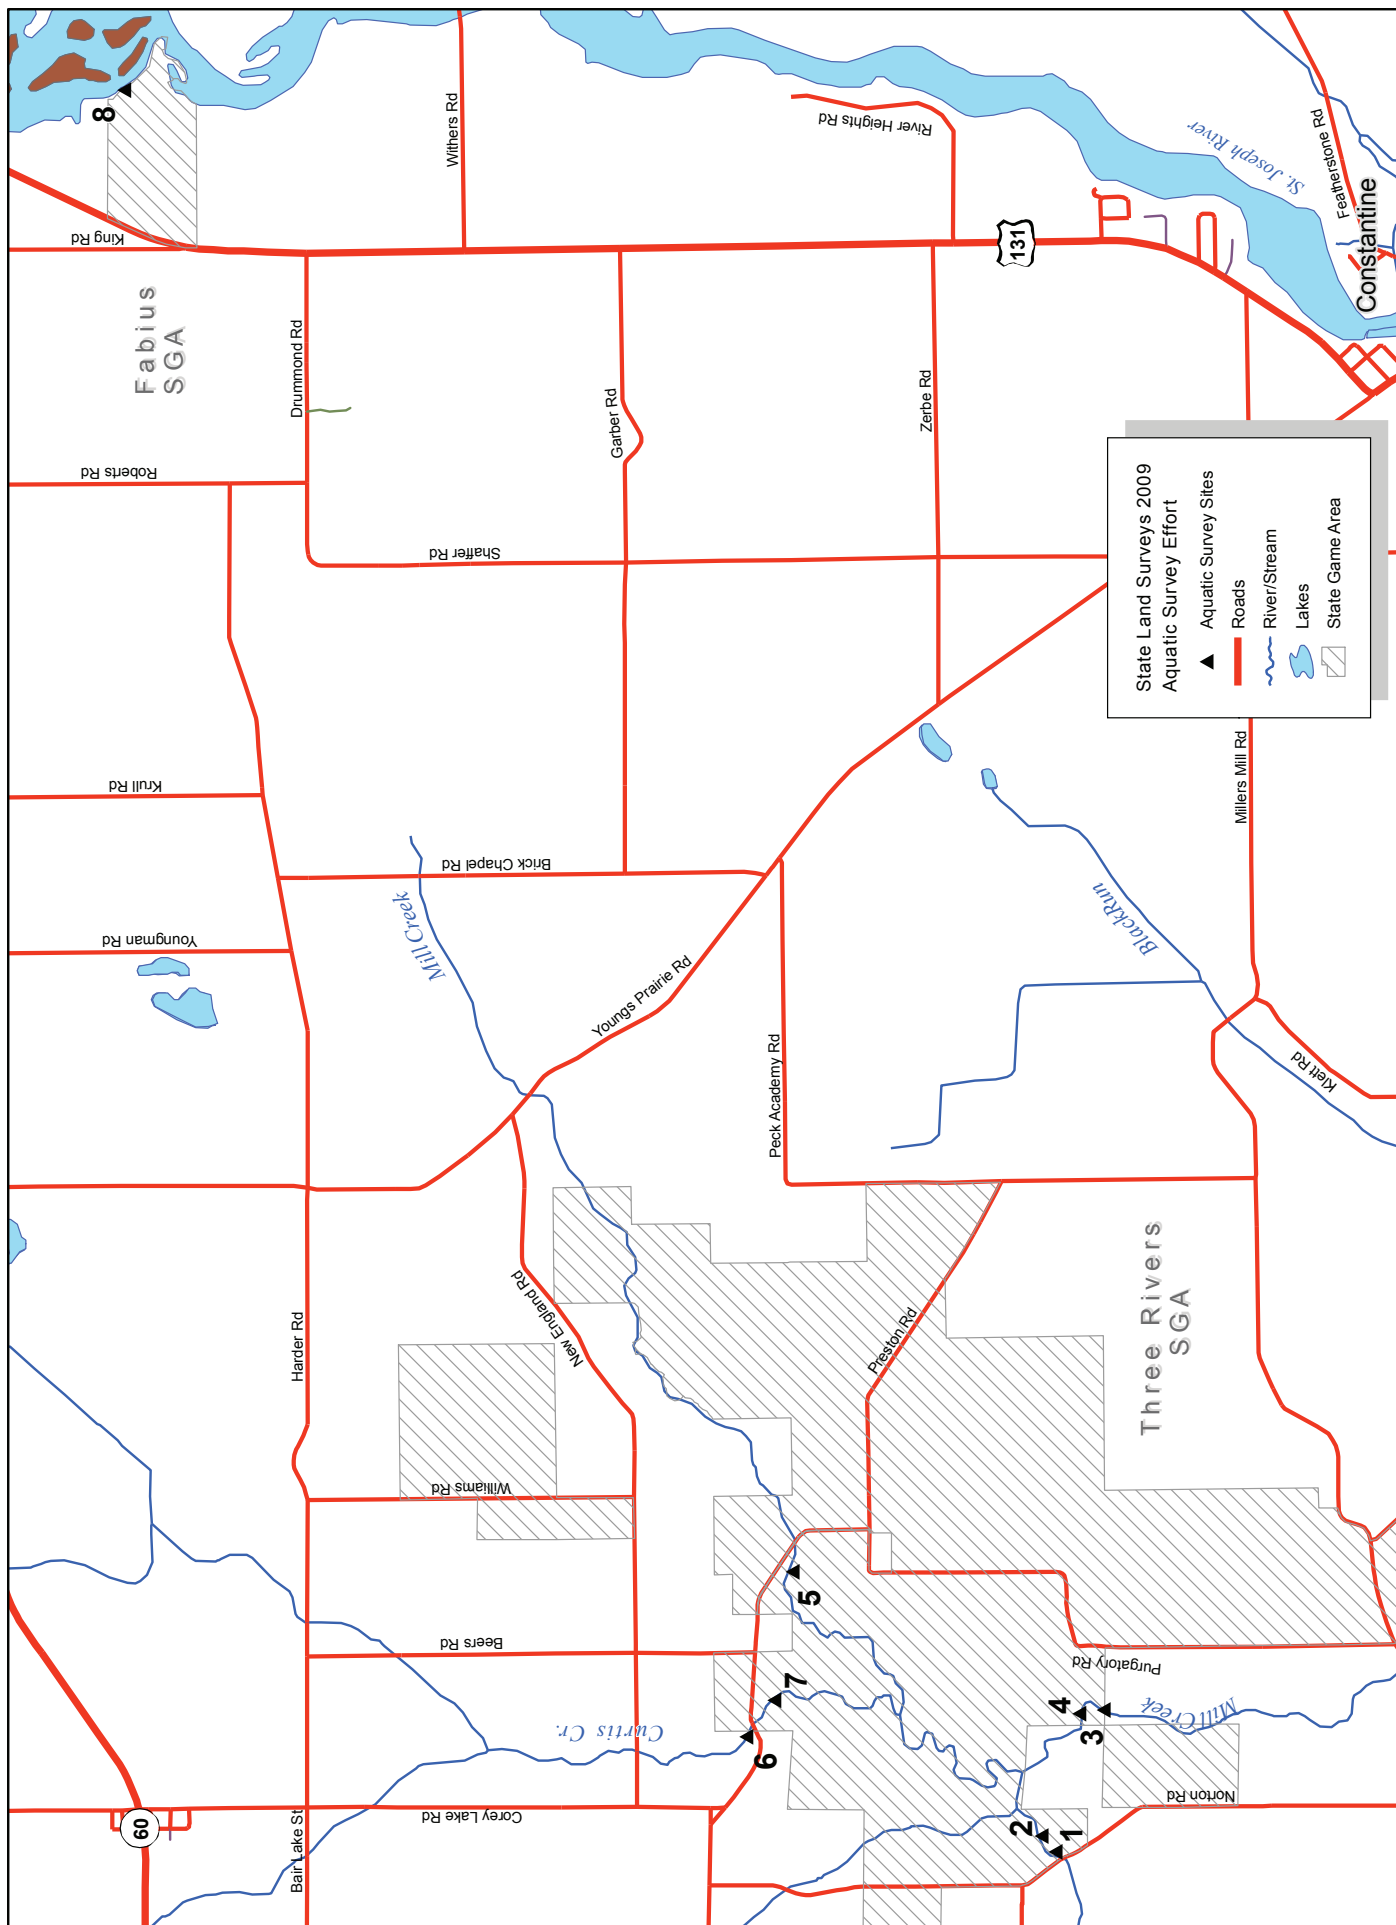 8
King Rd
Fabius
SGA
Withers Rd
River Heights Rd
St. Joseph River
Featherstone Rd
Constantine
131
Drummond Rd
Garber Rd
Zerbe Rd
Roberts Rd
Shaffer Rd
State Land Surveys 2009
Aquatic Survey Effort
Aquatic Survey Sites
Roads
River/Stream
Lakes
State Game Area
Krull Rd
Brick Chapel Rd
Millers Mill Rd
Youngman Rd
Mill Creek
BlackRun
Youngs Prairie Rd
Peck Academy Rd
Klett Rd
Harder Rd
New England Rd
Preston Rd
Three Rivers
SGA
Williams Rd
5
Beers Rd
7
Purgatory Rd
Curtis Cr.
6
4
3
Mill Creek
60
Bair Lake St
Corey Lake Rd
Norton Rd
2
1